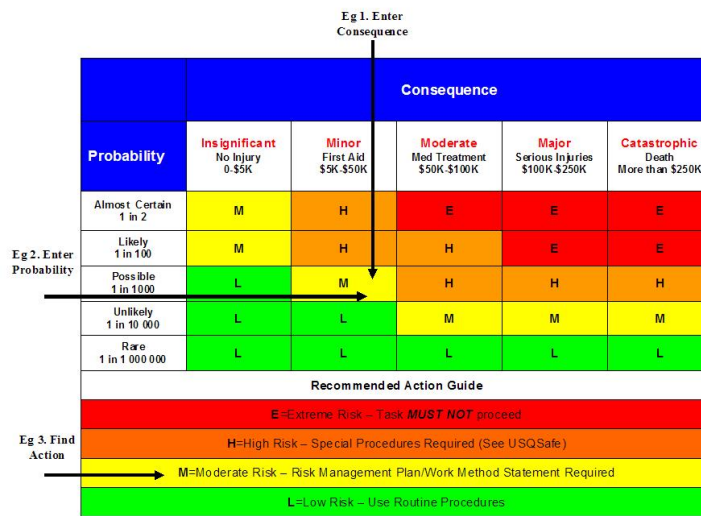 Eg 1. Enter
Consequence
Consequence
Probability
Insignificant
No Injury
0-$5K
Minor
First Aid
$5K-$50K
Moderate
Med Treatment
$50K-$100K
Major
Serious Injuries
$100K-$250K
Catastrophic
Death
More than $250K
Almost Certain
1 in 2
M H E E E
Eg 2. Enter
Probability
Likely
1 in 100
M H H E E
Possible
1 in 1000
L M H H H
Unlikely
1 in 10 000
L L M M M
Rare
1 in 1 000 000
L L L L L
Recommended Action Guide
E=Extreme Risk – Task MUST NOT proceed
Eg 3. Find
Action
H=High Risk – Special Procedures Required (See USQSafe)
M=Moderate Risk – Risk Management Plan/Work Method Statement Required
L=Low Risk – Use Routine Procedures